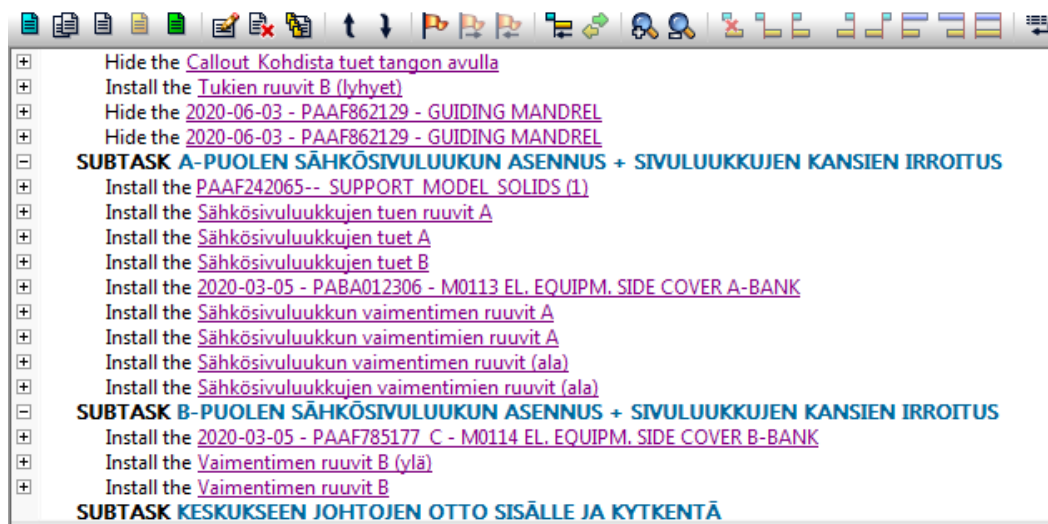 Hide the Callout_Kohdista tuet tangon avulla
Install the Tukien ruuvit B (lyhyet)
Hide the 2020-06-03 - PAAF862129 - GUIDING MANDREL
Hide the 2020-06-03 - PAAF862129 - GUIDING MANDREL
SUBTASK A-PUOLEN SÄHKÖSIVULUUKUN ASENNUS + SIVULUUKKUJEN KANSIEN IRROITUS
Install the PAAF242065--_SUPPORT_MODEL_SOLIDS (1)
Install the Sähkösivuluukkujen tuen ruuvit A
Install the Sähkösivuluukkujen tuet A
Install the Sähkösivuluukkujen tuet B
Install the 2020-03-05 - PABA012306 - M0113 EL. EQUIPM. SIDE COVER A-BANK
Install the Sähkösivuluukkun vaimentimen ruuvit A
Install the Sähkösivuluukkun vaimentimien ruuvit A
Install the Sähkösivuluukun vaimentimen ruuvit (ala)
Install the Sähkösivuluukkujen vaimentimien ruuvit (ala)
SUBTASK B-PUOLEN SÄHKÖSIVULUUKUN ASENNUS + SIVULUUKKUJEN KANSIEN IRROITUS
Install the 2020-03-05 - PAAF785177_C - M0114 EL. EQUIPM. SIDE COVER B-BANK
Install the Vaimentimen ruuvit B (ylä)
Install the Vaimentimen ruuvit B
SUBTASK KESKUKSEEN JOHTOJEN OTTO SISÄLLE JA KYTKENTÄ